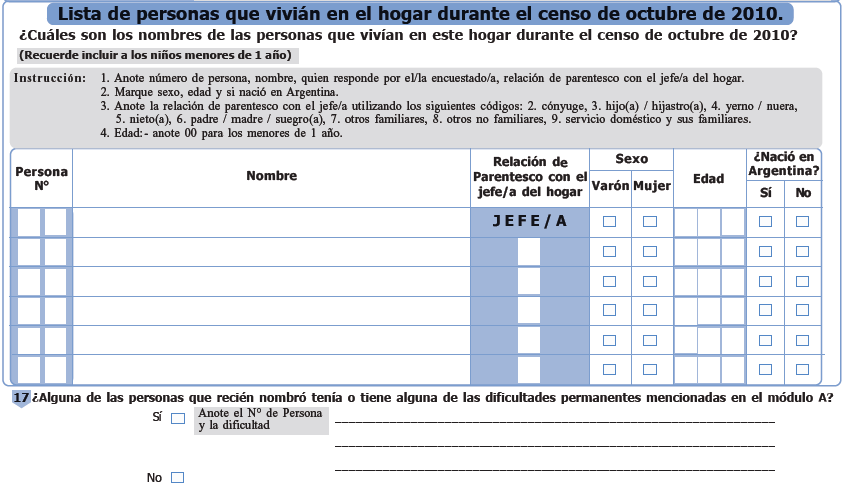 Lista de personas que vivián en el hogar durante el censo de octubre de 2010.
¿Cuáles son los nombres de las personas que vivían en este hogar durante el censo de octubre de 2010?
(Recuerde incluir a los niños menores de 1 año)
Instrucción: 1. Anote número de persona, nombre, quien responde por el/la encuestado/a, relación de parentesco con el jefe/a del hogar.
2. Marque sexo, edad y si nació en Argentina.
3. Anote la relación de parentesco con el jefe/a utilizando los siguientes códigos: 2. cónyuge, 3. hijo(a) / hijastro(a), 4. yerno / nuera,
5. nieto(a), 6. padre / madre / suegro(a), 7. otros familiares, 8. otros no familiares, 9. servicio doméstico y sus familiares.
4. Edad:- anote 00 para los menores de 1 año.
Persona
N°
Nombre
Relación de
Parentesco con el
jefe/a del hogar
Sexo
Varón Mujer
Edad
¿Nació en
Argentina?
Sí No
JEFE/A
17 ¿Alguna de las personas que recién nombró tenía o tiene alguna de las dificultades permanentes mencionadas en el módulo A?
Sí
Anote el N° de Persona
y la dificultad
No